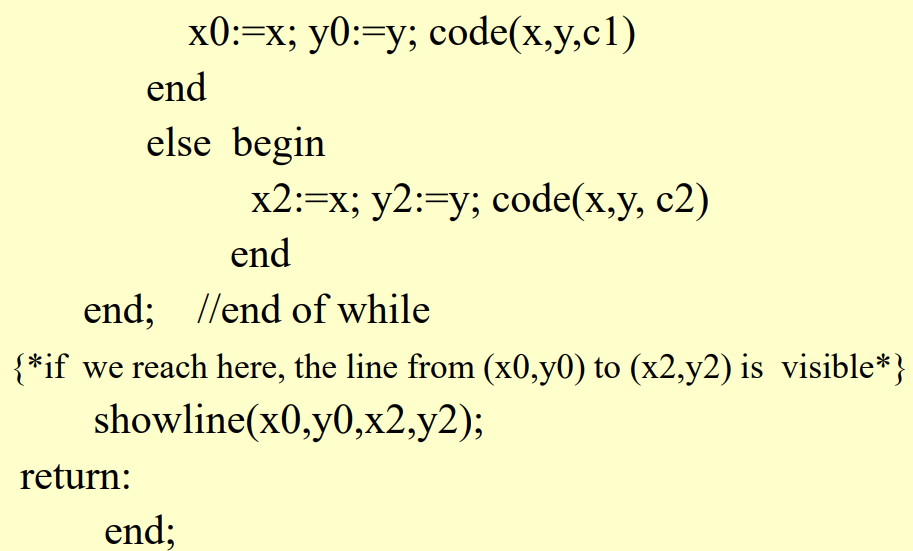 x0:=x; y0:=y; code(x,y,c1)
end
else begin
x2:=x; y2:=y; code(x,y, c2)
end
end; //end of while
{*if we reach here, the line from (x0,y0) to (x2,y2) is visible*}
showline(x0,y0,x2,y2);
return:
end;